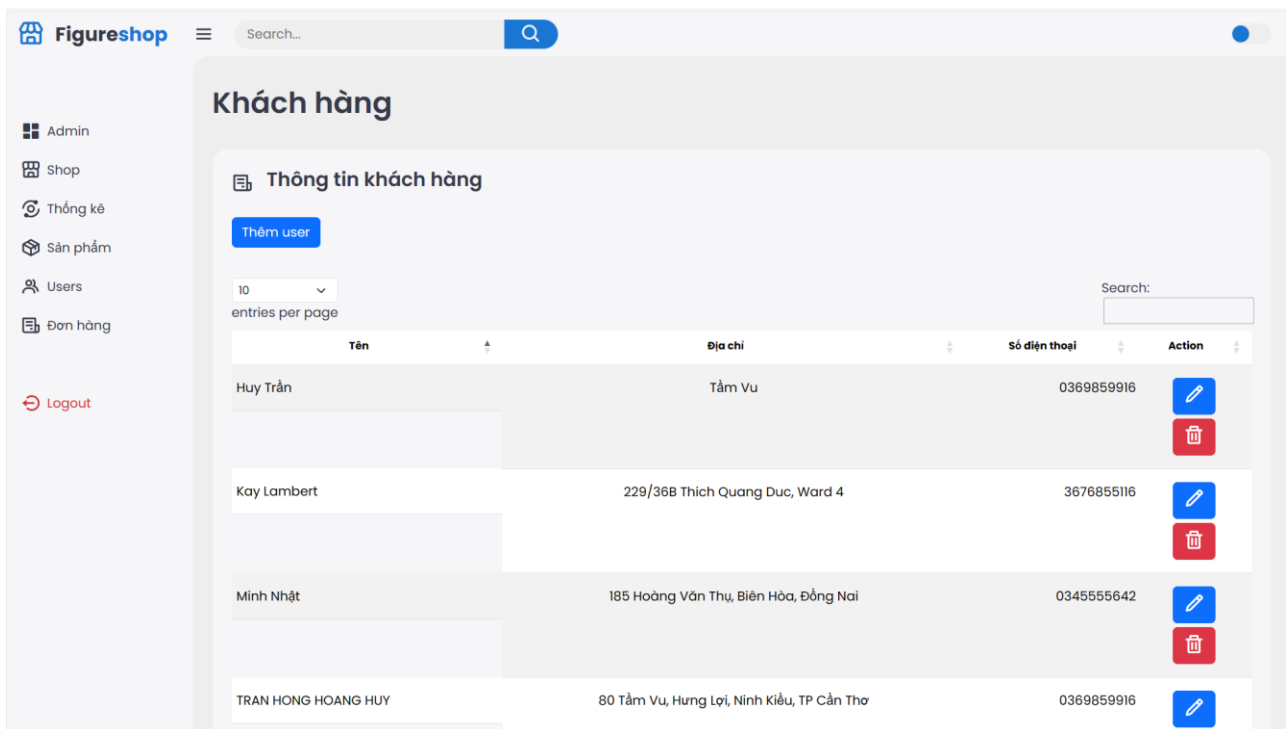 Figureshop
Search...
Khách hàng
Admin
Shop
Thống kê
Sản phẩm
Users
Đơn hàng
Logout
Thông tin khách hàng
Thêm user
10
entries per page
Search:
Tên Địa chỉ Số điện thoại Action
Huy Trần Tầm Vu 0369859916
Kay Lambert 229/36B Thich Quang Duc, Ward 4 3676855116
Minh Nhật 185 Hoàng Văn Thụ, Biên Hòa, Đồng Nai 0345555642
TRAN HONG HOANG HUY 80 Tầm Vu, Hưng Lợi, Ninh Kiều, TP Cần Thơ 0369859916